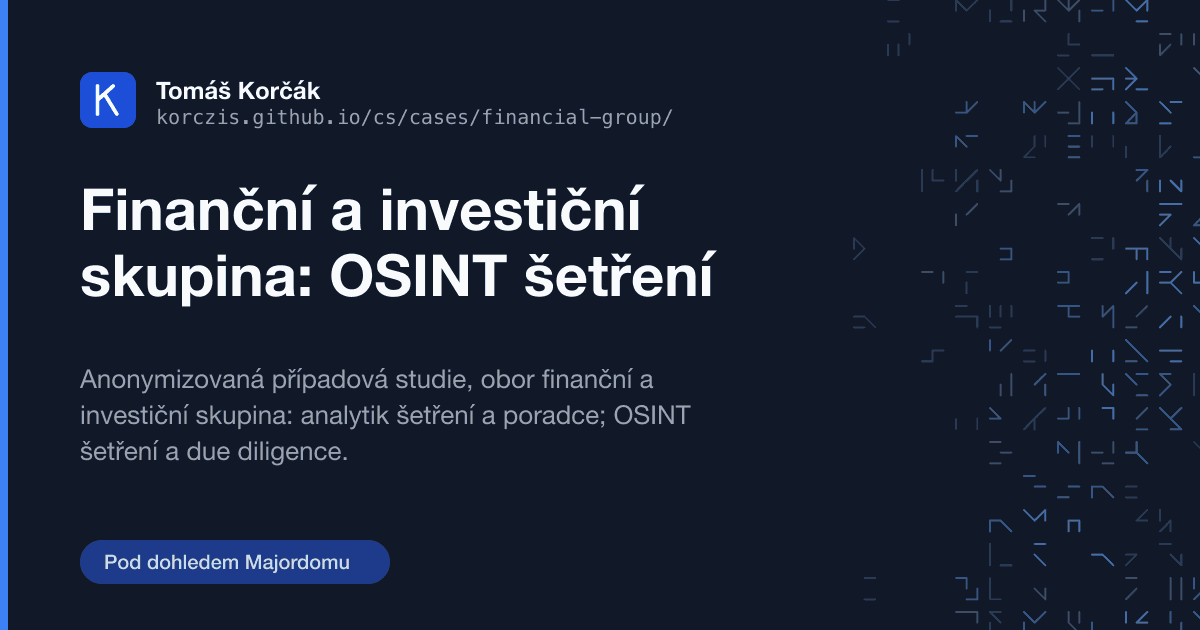 K
Tomáš Korčák
korczis.github.io/cs/cases/financial-group/
Finanční a investiční
skupina: OSINT šetření
Anonymizovaná případová studie, obor finanční a
investiční skupina: analytik šetření a poradce; OSINT
šetření a due diligence.
Pod dohledem Majordomu